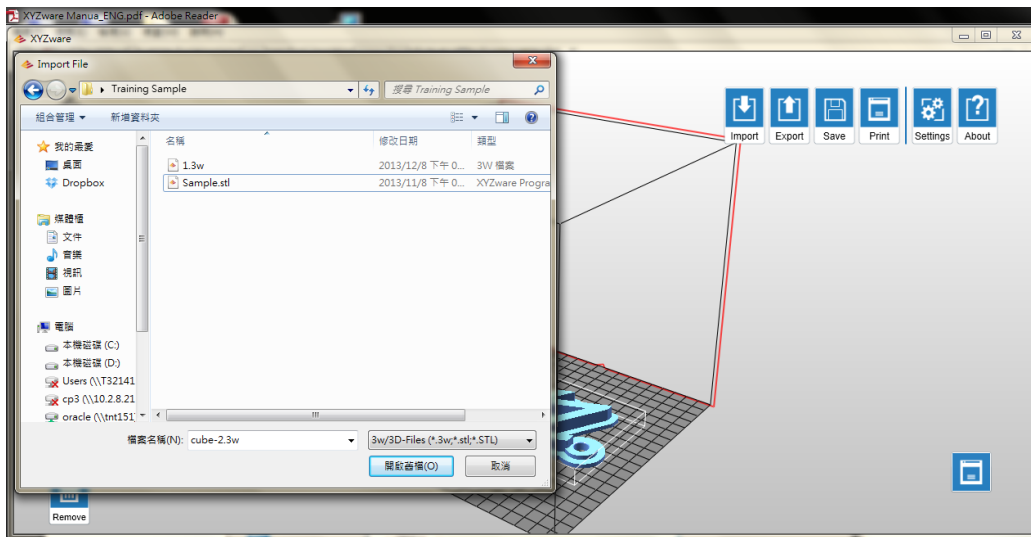 XYZware Manua_ENG.pdf - Adobe Reader
XYZware
Import File
Training Sample
搜尋 Training Sample
組合管理 新增資料夾
我的最愛
桌面
Dropbox
媒體櫃
文件
音樂
視訊
圖片
電腦
本機磁碟 (C:)
本機磁碟 (D:)
Users (\\T32141
cp3 (\\10.2.8.21
oracle (\\tnt151
名稱 修改日期 類型
1.3w 2013/12/8 下午 0... 3W 檔案
Sample.stl 2013/11/8 下午 0... XYZware Progra
檔案名稱(N): cube-2.3w 3w/3D-Files (*.3w;*.stl;*.STL)
開啟舊檔(O) 取消
Import Export Save Print Settings About
Remove